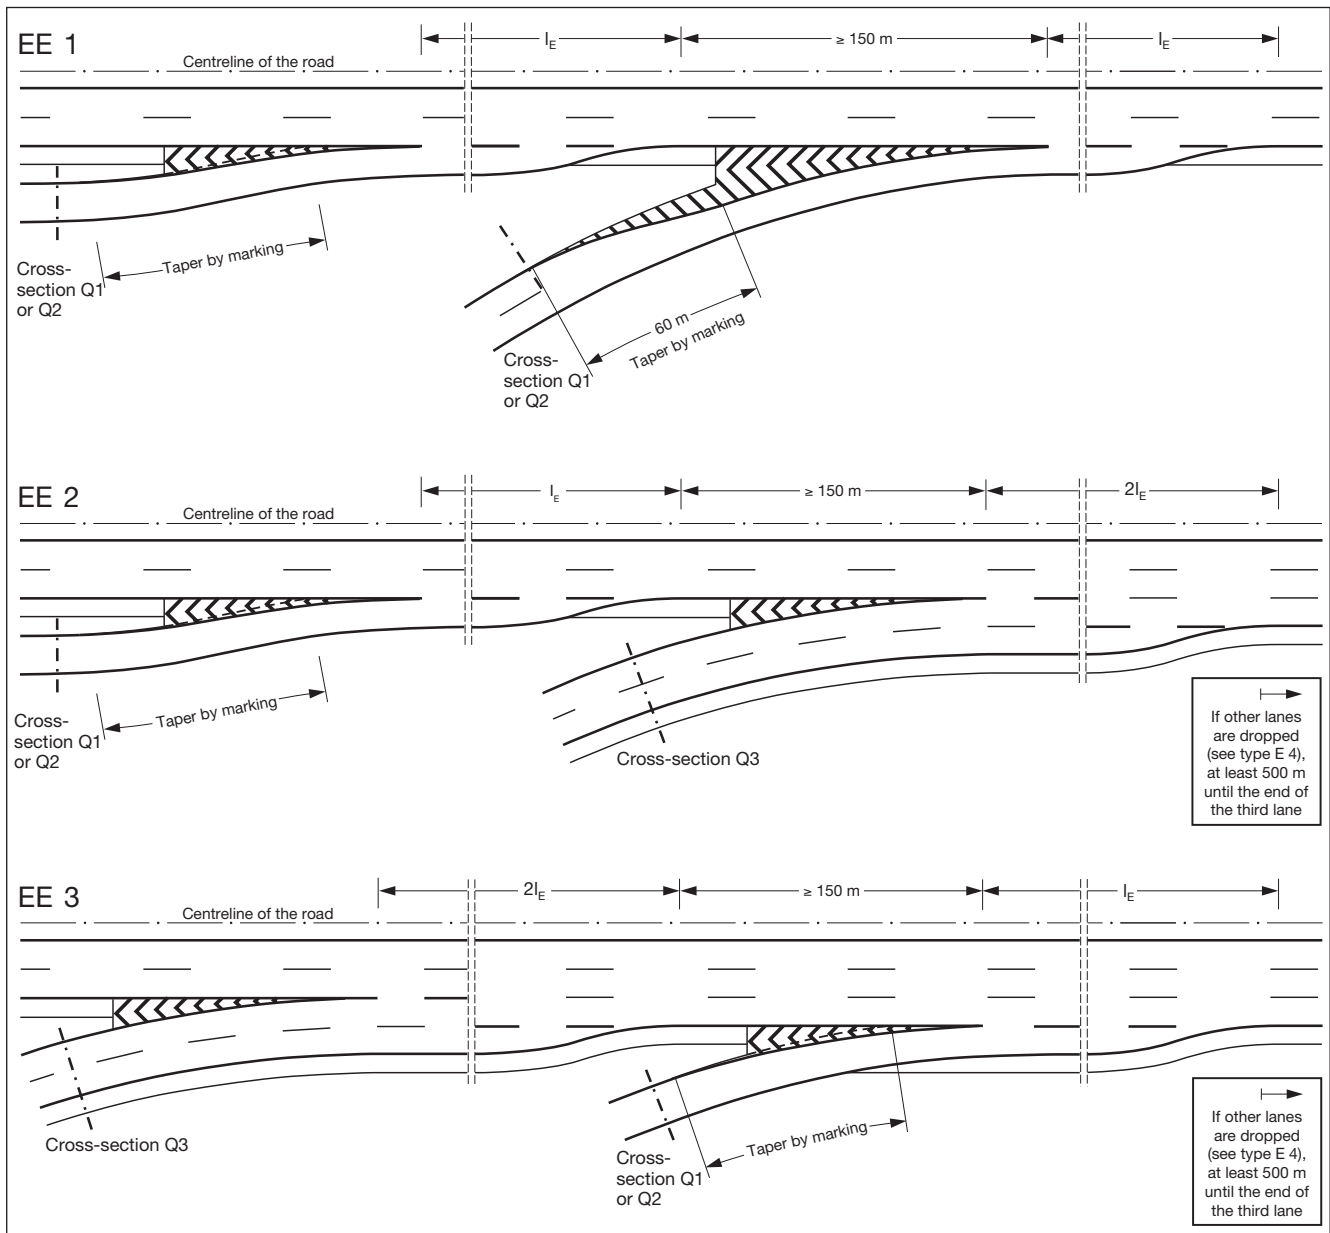 EE 1
l_E
≥ 150 m
l_E
Centreline of the road
Taper by marking
Cross-
section Q1
or Q2
60 m
Taper by marking
Cross-
section Q1
or Q2
EE 2
l_E
≥ 150 m
2l_E
Centreline of the road
Taper by marking
Cross-
section Q1
or Q2
Cross-section Q3
If other lanes
are dropped
(see type E 4),
at least 500 m
until the end of
the third lane
EE 3
2l_E
≥ 150 m
l_E
Centreline of the road
Cross-section Q3
Taper by marking
Cross-
section Q1
or Q2
If other lanes
are dropped
(see type E 4),
at least 500 m
until the end of
the third lane